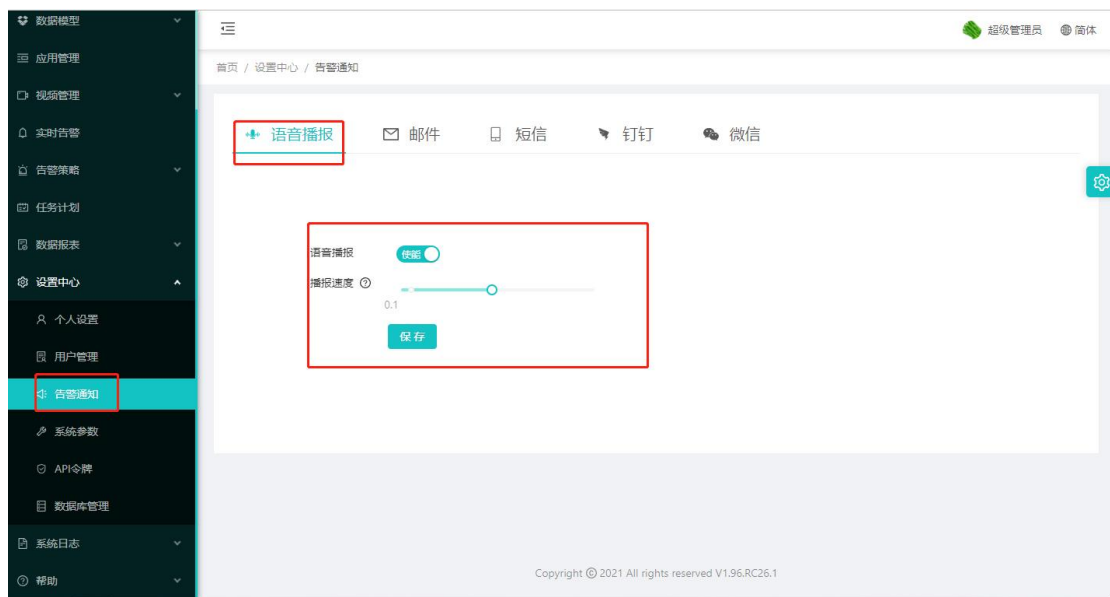 数据模型
应用管理
视频管理
实时告警
告警策略
任务计划
数据报表
设置中心
个人设置
用户管理
告警通知
系统参数
API令牌
数据库管理
系统日志
帮助
超级管理员 简体
首页 / 设置中心 / 告警通知
语音播报 邮件 短信 钉钉 微信
语音播报 使能
播报速度
0.1
保存
Copyright © 2021 All rights reserved V1.96.RC26.1